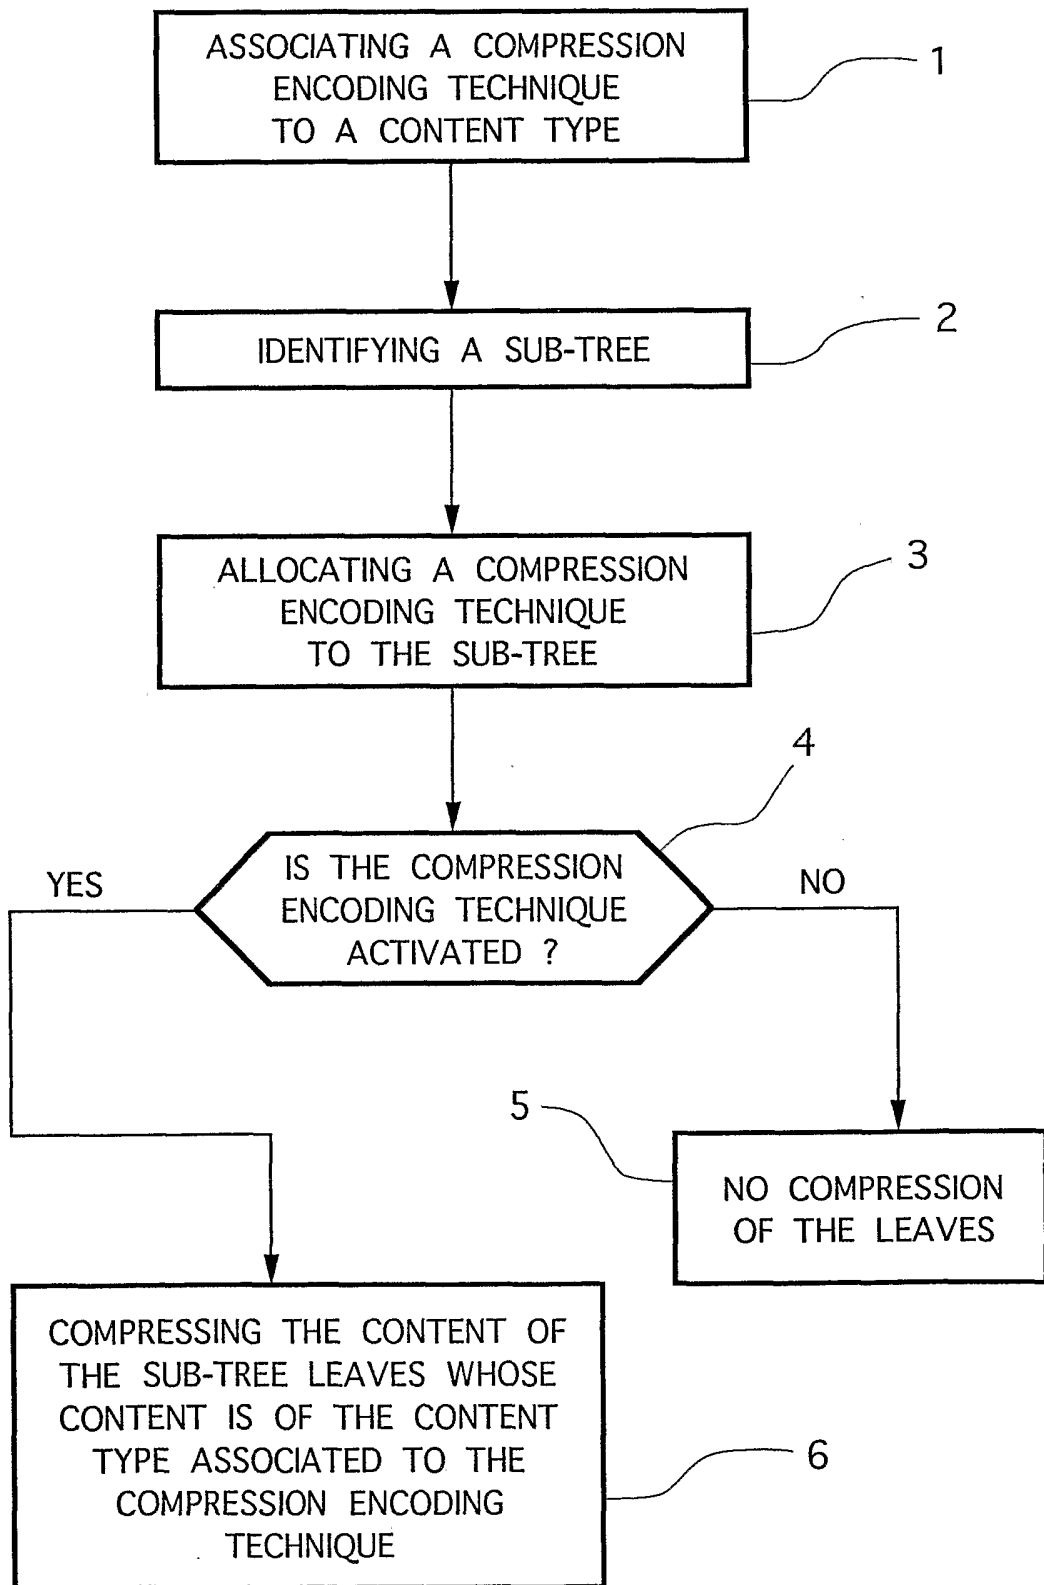 ASSOCIATING A COMPRESSION
ENCODING TECHNIQUE
TO A CONTENT TYPE
1
IDENTIFYING A SUB-TREE
2
ALLOCATING A COMPRESSION
ENCODING TECHNIQUE
TO THE SUB-TREE
3
4
IS THE COMPRESSION
ENCODING TECHNIQUE
ACTIVATED ?
YES
NO
5
NO COMPRESSION
OF THE LEAVES
COMPRESSING THE CONTENT OF
THE SUB-TREE LEAVES WHOSE
CONTENT IS OF THE CONTENT
TYPE ASSOCIATED TO THE
COMPRESSION ENCODING
TECHNIQUE
6